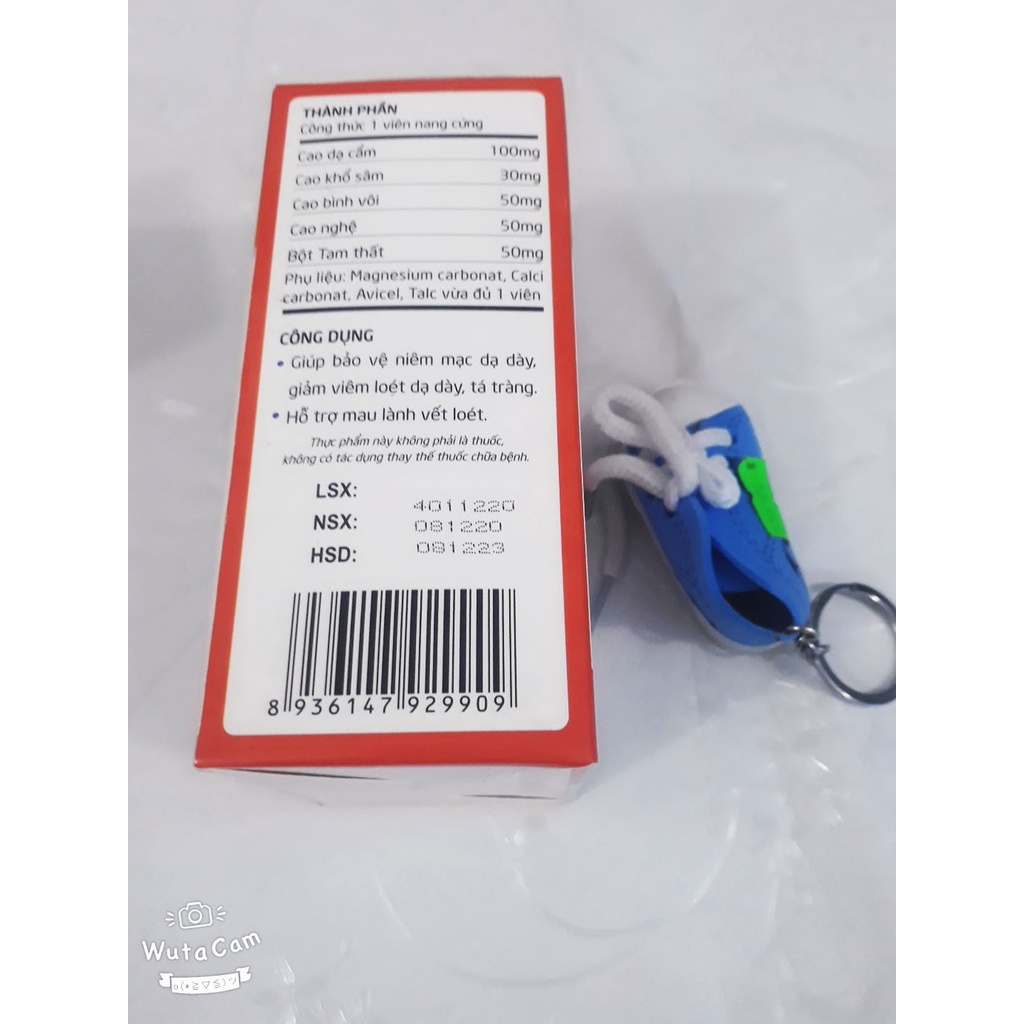 THÀNH PHẦN
Công thức 1 viên nang cứng
Cao dạ cẩm 100mg
Cao khổ sâm 30mg
Cao bình vôi 50mg
Cao nghệ 50mg
Bột Tam thất 50mg
Phụ liệu: Magnesium carbonat, Calci
carbonat, Avicel, Talc vừa đủ 1 viên
CÔNG DỤNG
• Giúp bảo vệ niêm mạc dạ dày,
giảm viêm loét dạ dày, tá tràng.
• Hỗ trợ mau lành vết loét.
Thực phẩm này không phải là thuốc,
không có tác dụng thay thế thuốc chữa bệnh.
LSX: 4011220
NSX: 081220
HSD: 081223
8 936147 929909
WutaCam